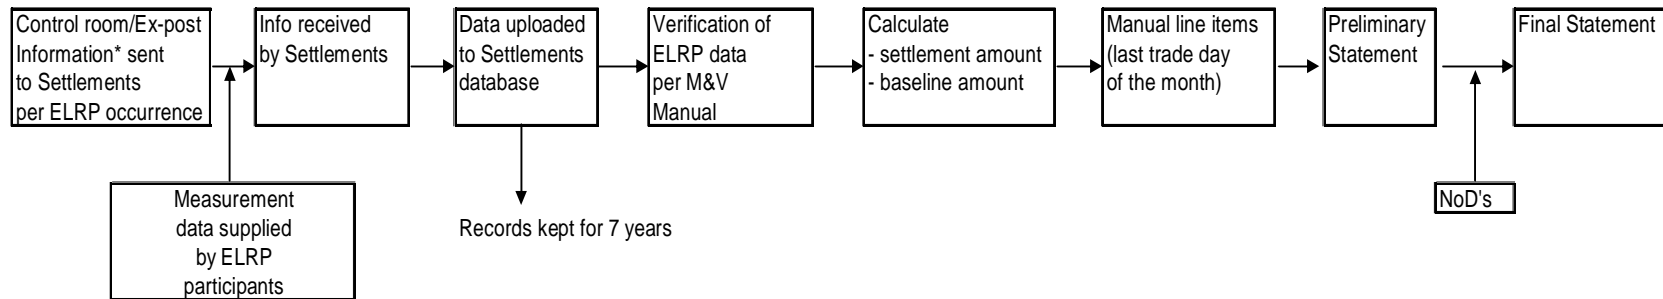 Control room/Ex-post
Information* sent
to Settlements
per ELRP occurrence
Info received
by Settlements
Data uploaded
to Settlements
database
Verification of
ELRP data
per M&V
Manual
Calculate
- settlement amount
- baseline amount
Manual line items
(last trade day
of the month)
Preliminary
Statement
Final Statement
Measurement
data supplied
by ELRP
participants
Records kept for 7 years
NoD's